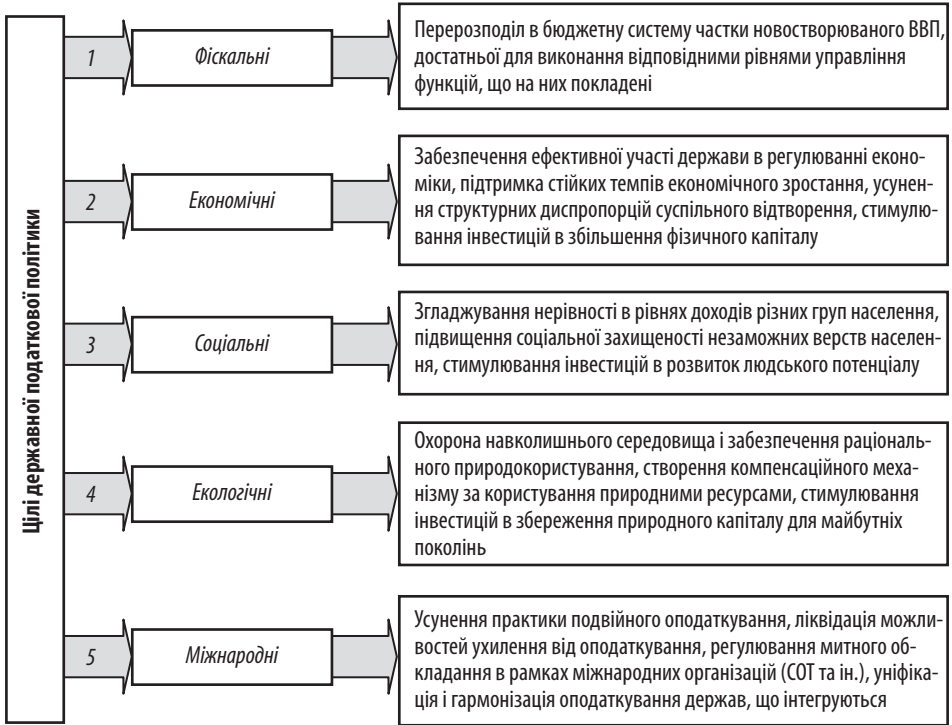 Цілі державної податкової політики
1
Фіскальні
Перерозподіл в бюджетну систему частки новостворюваного ВВП,
достатньої для виконання відповідними рівнями управління
функцій, що на них покладені
2
Економічні
Забезпечення ефективної участі держави в регулюванні еконо-
міки, підтримка стійких темпів економічного зростання, усунен-
ня структурних диспропорцій суспільного відтворення, стимулю-
вання інвестицій в збільшення фізичного капіталу
3
Соціальні
Згладжування нерівності в рівнях доходів різних груп населення,
підвищення соціальної захищеності незаможних верств населен-
ня, стимулювання інвестицій в розвиток людського потенціалу
4
Екологічні
Охорона навколишнього середовища і забезпечення раціональ-
ного природокористування, створення компенсаційного меха-
нізму за користування природними ресурсами, стимулювання
інвестицій в збереження природного капіталу для майбутніх
поколінь
5
Міжнародні
Усунення практики подвійного оподаткування, ліквідація можли-
востей ухилення від оподаткування, регулювання митного об-
кладання в рамках міжнародних організацій (СОТ та ін.), уніфіка-
ція і гармонізація оподаткування держав, що інтегруються